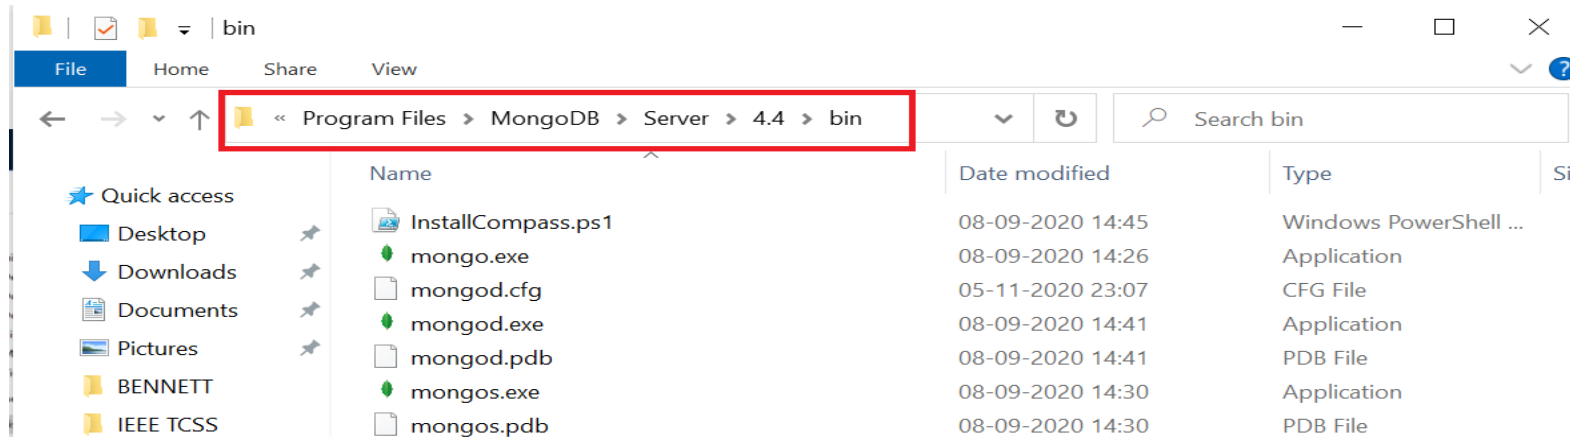 bin
File Home Share View
« Program Files > MongoDB > Server > 4.4 > bin Search bin
Name Date modified Type Si
Quick access
Desktop
Downloads
Documents
Pictures
BENNETT
IEEE TCSS
InstallCompass.ps1 08-09-2020 14:45 Windows PowerShell ...
mongo.exe 08-09-2020 14:26 Application
mongod.cfg 05-11-2020 23:07 CFG File
mongod.exe 08-09-2020 14:41 Application
mongod.pdb 08-09-2020 14:41 PDB File
mongos.exe 08-09-2020 14:30 Application
mongos.pdb 08-09-2020 14:30 PDB File